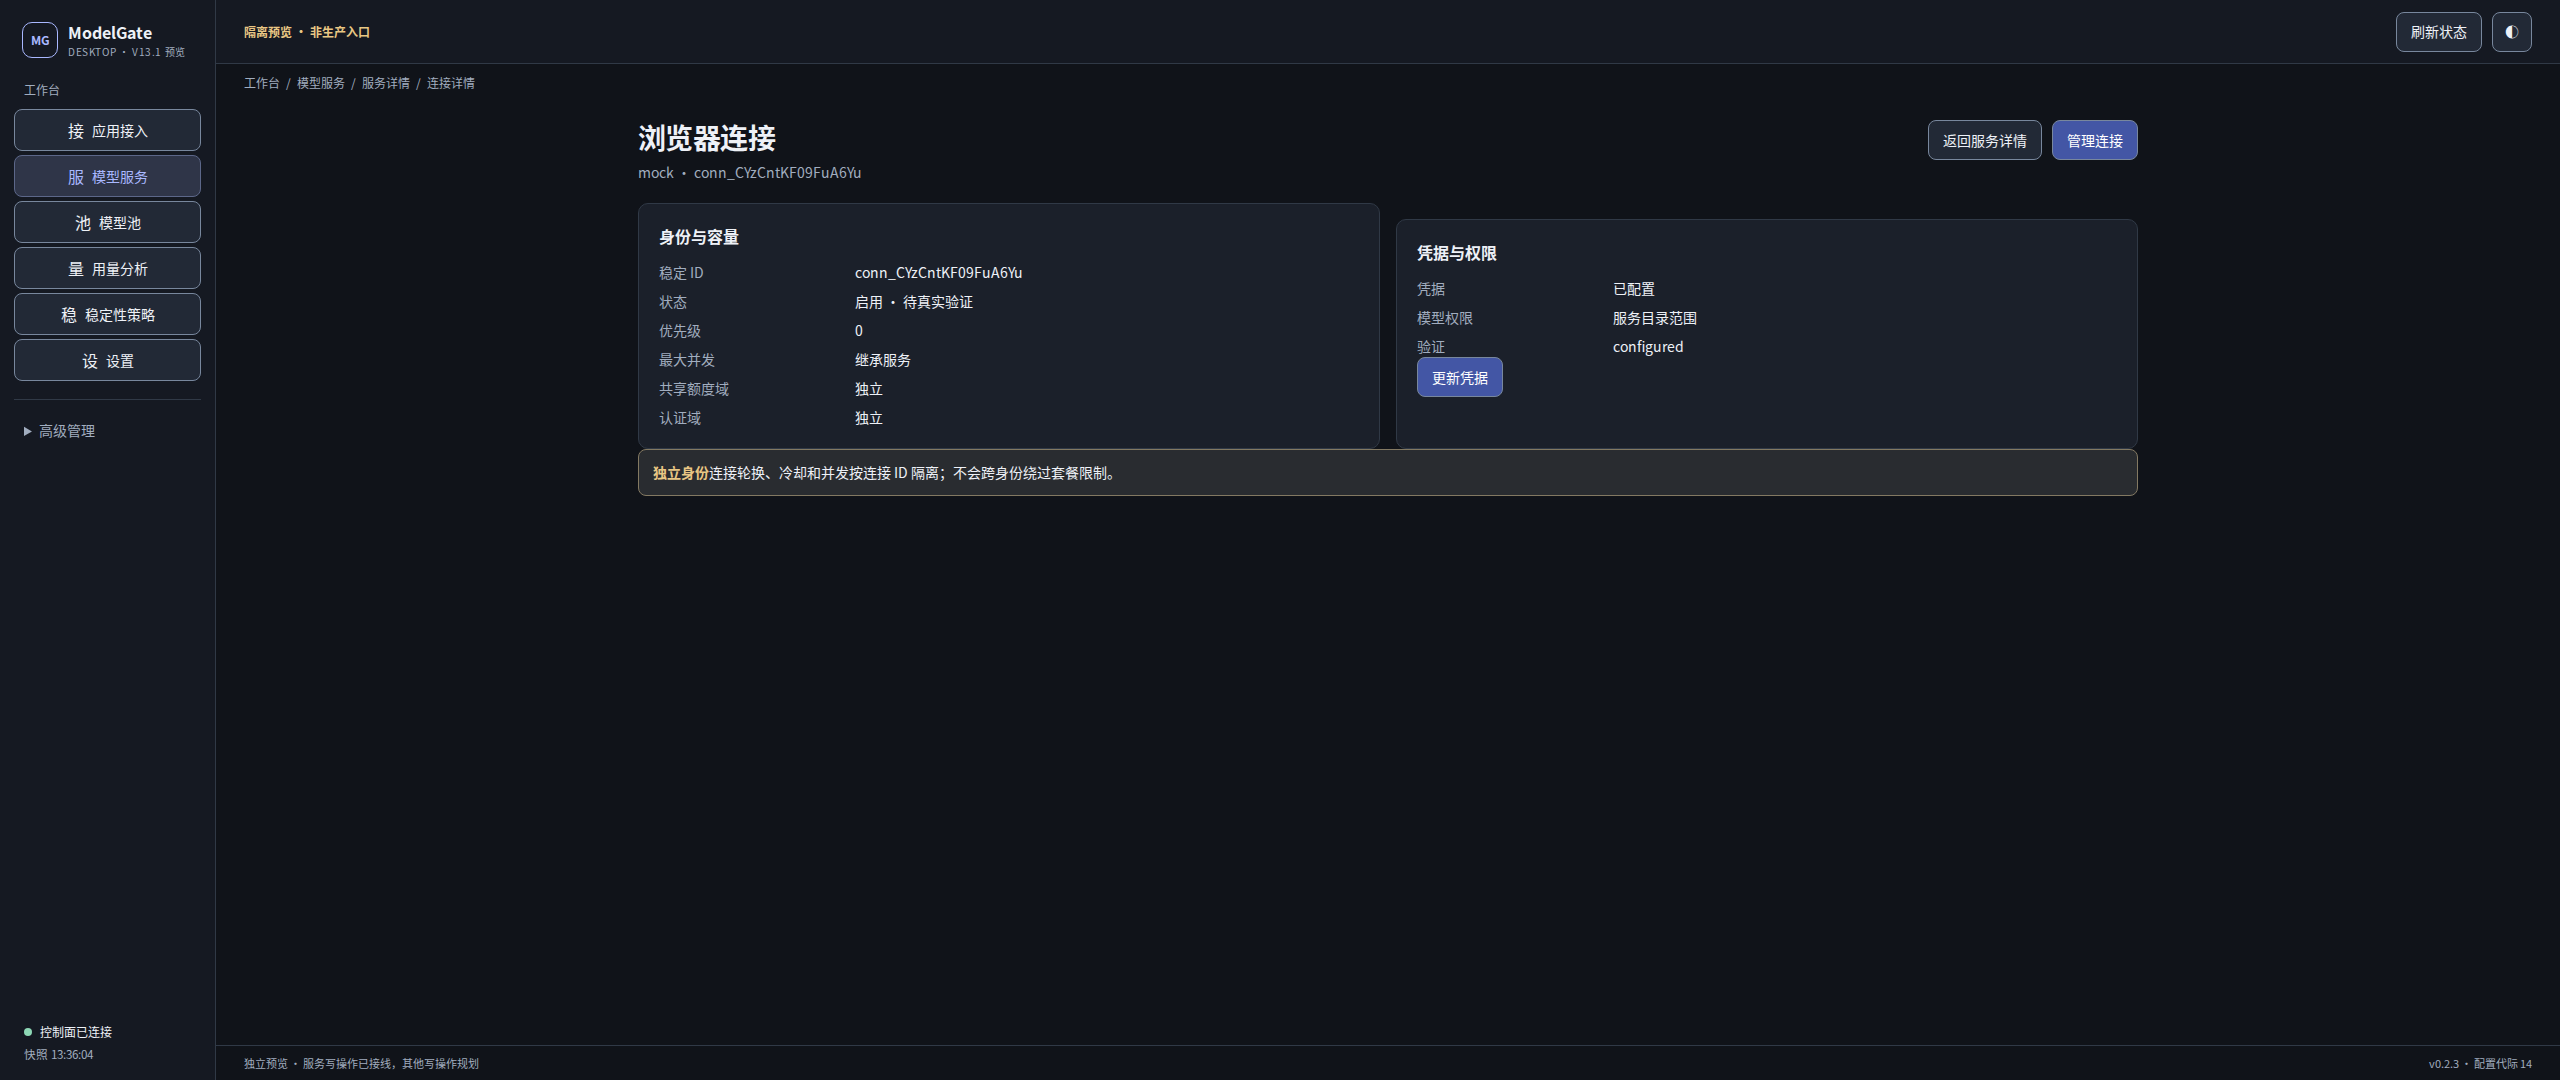 MG
ModelGate
DESKTOP · V13.1 预览
工作台
接 应用接入
服 模型服务
池 模型池
量 用量分析
稳 稳定性策略
设 设置
▶ 高级管理
控制面已连接
快照 13:36:04
隔离预览 · 非生产入口
刷新状态
工作台 / 模型服务 / 服务详情 / 连接详情
浏览器连接
mock · conn_CYzCntKF09FuA6Yu
返回服务详情
管理连接
身份与容量
稳定 ID conn_CYzCntKF09FuA6Yu
状态 启用 · 待真实验证
优先级 0
最大并发 继承服务
共享额度域 独立
认证域 独立
凭据与权限
凭据 已配置
模型权限 服务目录范围
验证 configured
更新凭据
独立身份连接轮换、冷却和并发按连接 ID 隔离；不会跨身份绕过套餐限制。
独立预览 · 服务写操作已接线，其他写操作规划
v0.2.3 · 配置代际 14